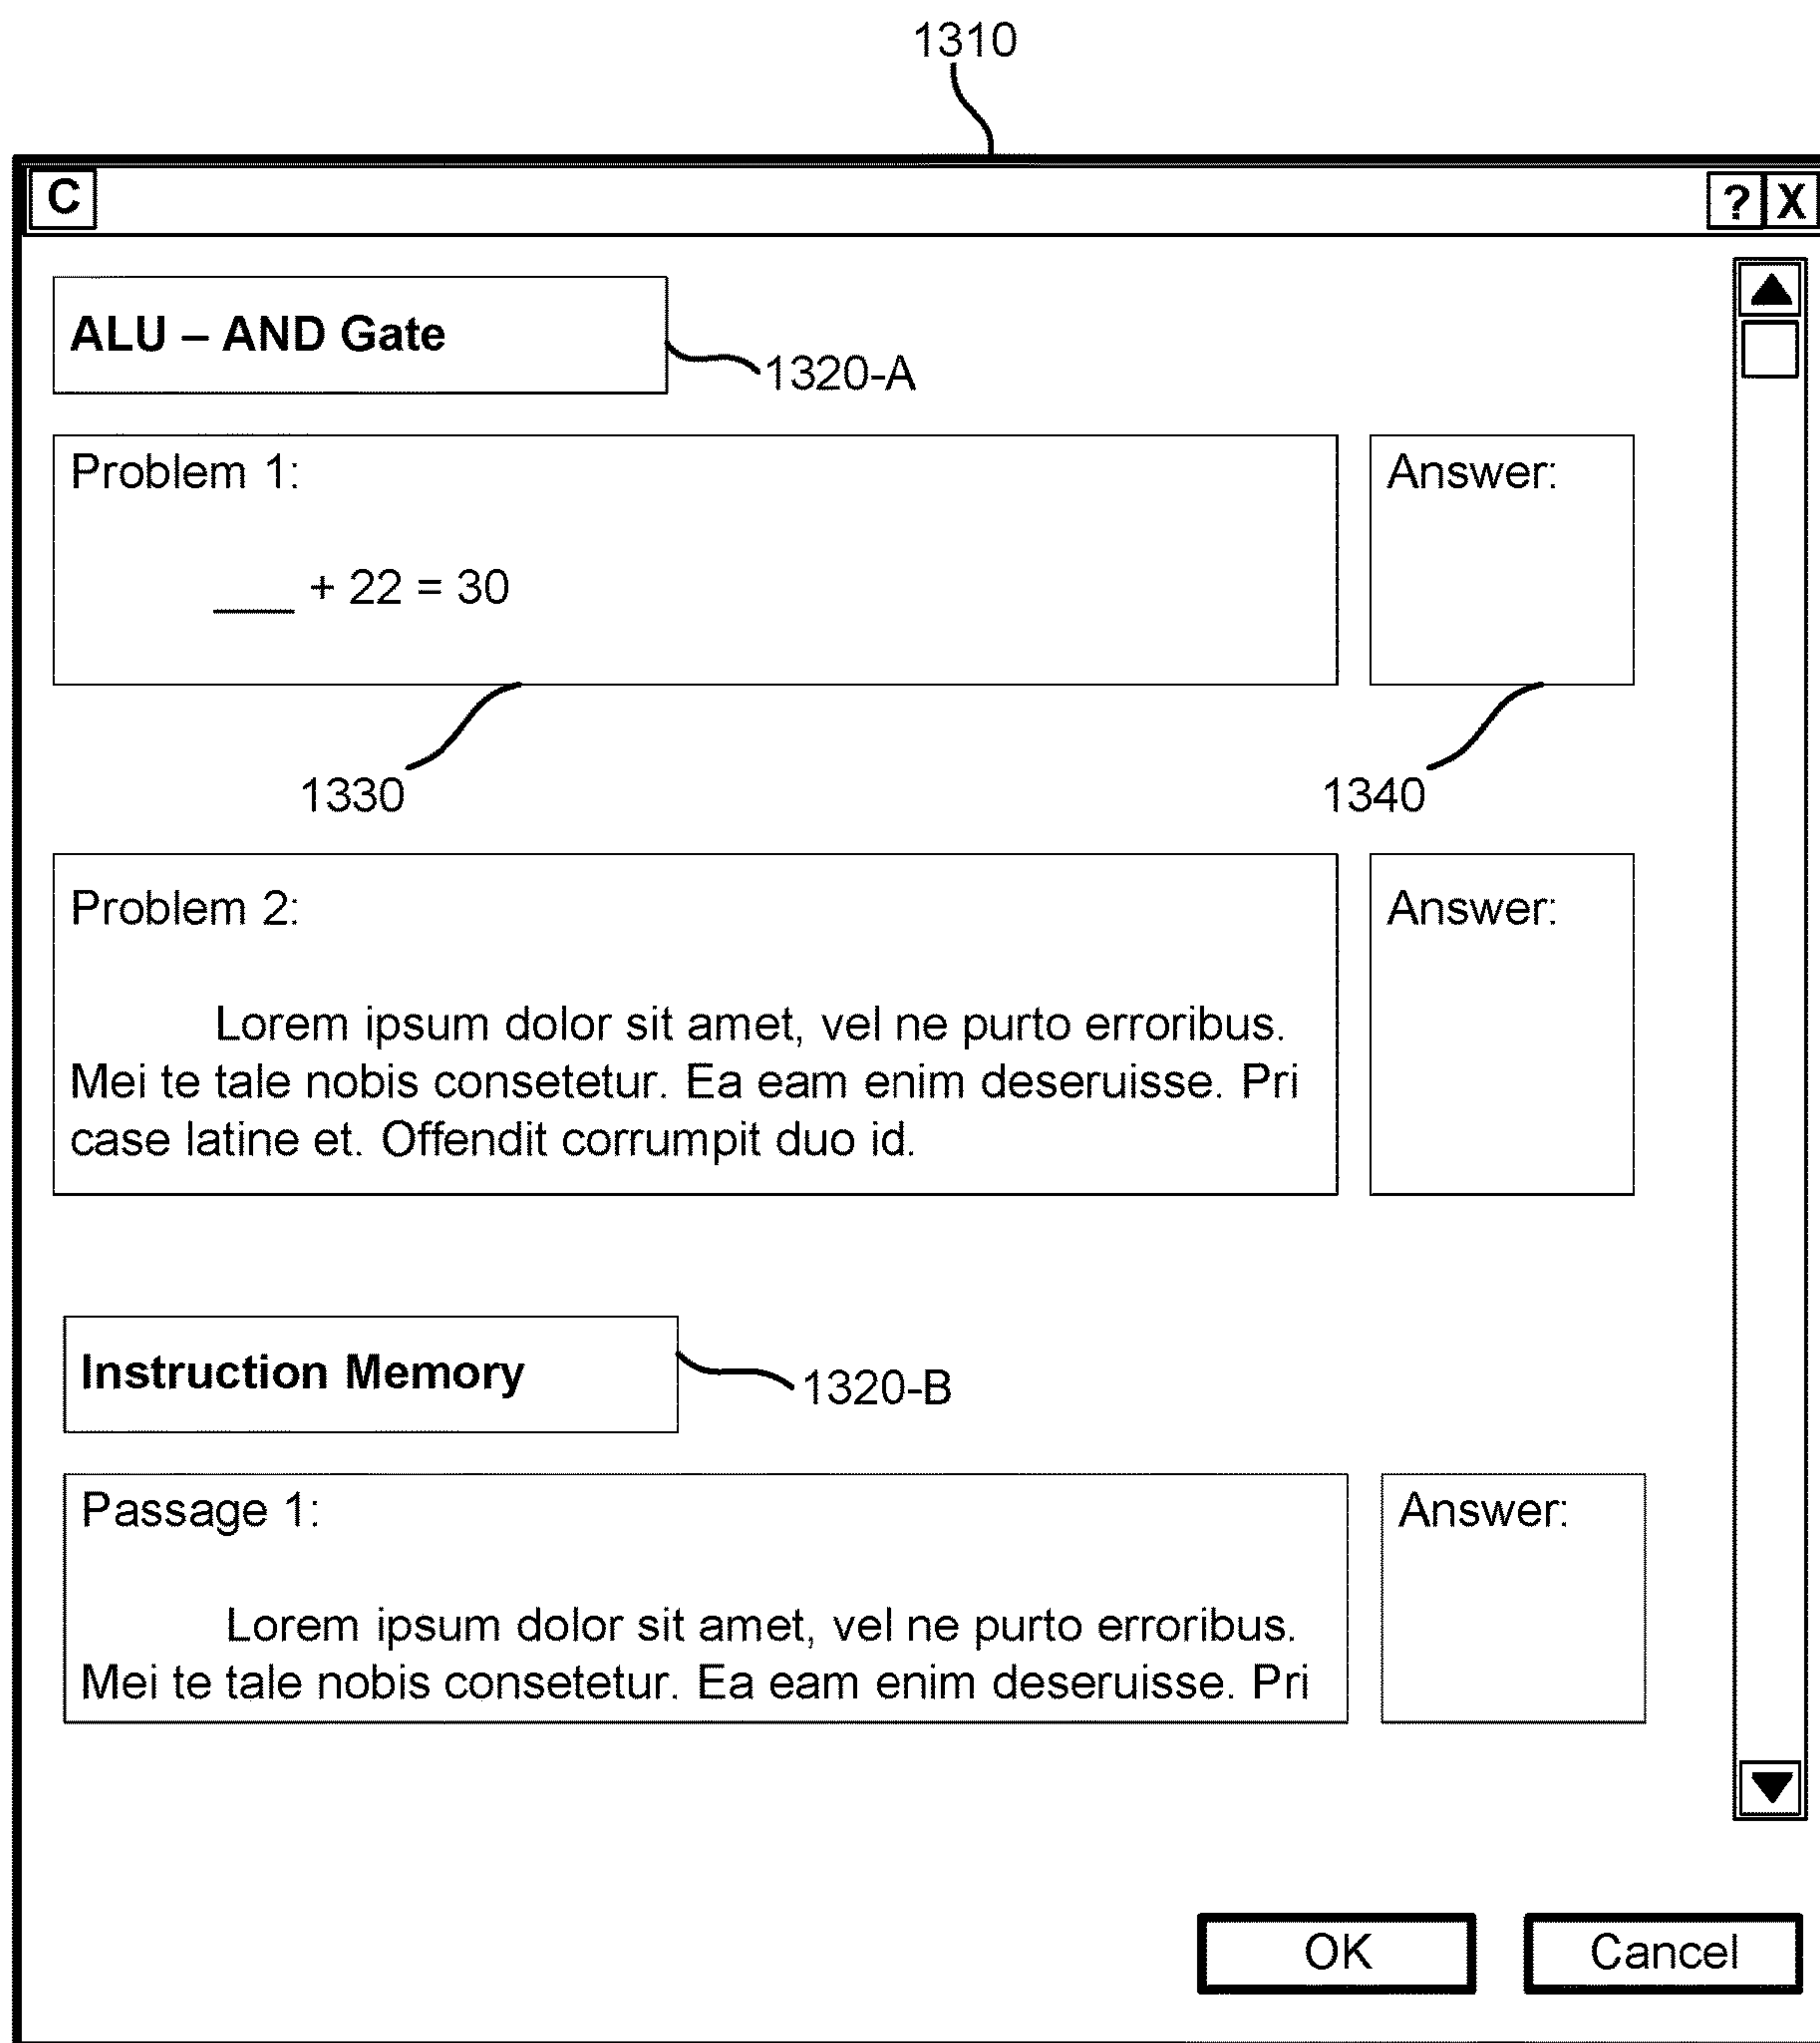 1310
C
? X
ALU – AND Gate
1320-A
Problem 1:
Answer:
___ + 22 = 30
1330
1340
Problem 2:
Answer:
Lorem ipsum dolor sit amet, vel ne purto erroribus.
Mei te tale nobis consetetur. Ea eam enim deseruisse. Pri
case latine et. Offendit corrumpit duo id.
Instruction Memory
1320-B
Passage 1:
Answer:
Lorem ipsum dolor sit amet, vel ne purto erroribus.
Mei te tale nobis consetetur. Ea eam enim deseruisse. Pri
OK
Cancel